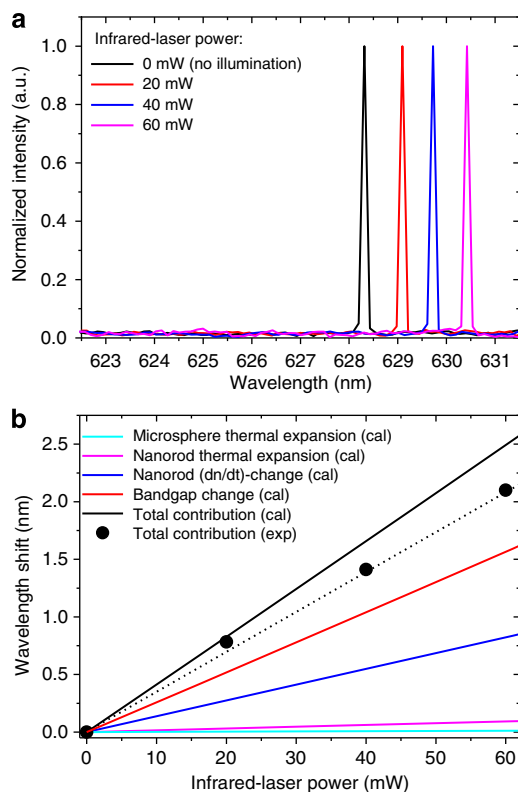 a
Infrared-laser power:
0 mW (no illumination)
20 mW
40 mW
60 mW
Normalized intensity (a.u.)
1.0
0.8
0.6
0.4
0.2
0.0
623 624 625 626 627 628 629 630 631
Wavelength (nm)
b
Microsphere thermal expansion (cal)
Nanorod thermal expansion (cal)
Nanorod (dn/dt)-change (cal)
Bandgap change (cal)
Total contribution (cal)
Total contribution (exp)
Wavelength shift (nm)
2.5
2.0
1.5
1.0
0.5
0.0
0 10 20 30 40 50 60
Infrared-laser power (mW)